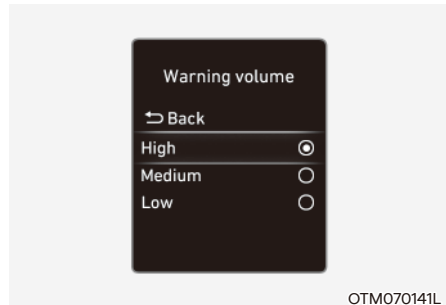 Warning volume
Back
High
Medium
Low
OTM070141L